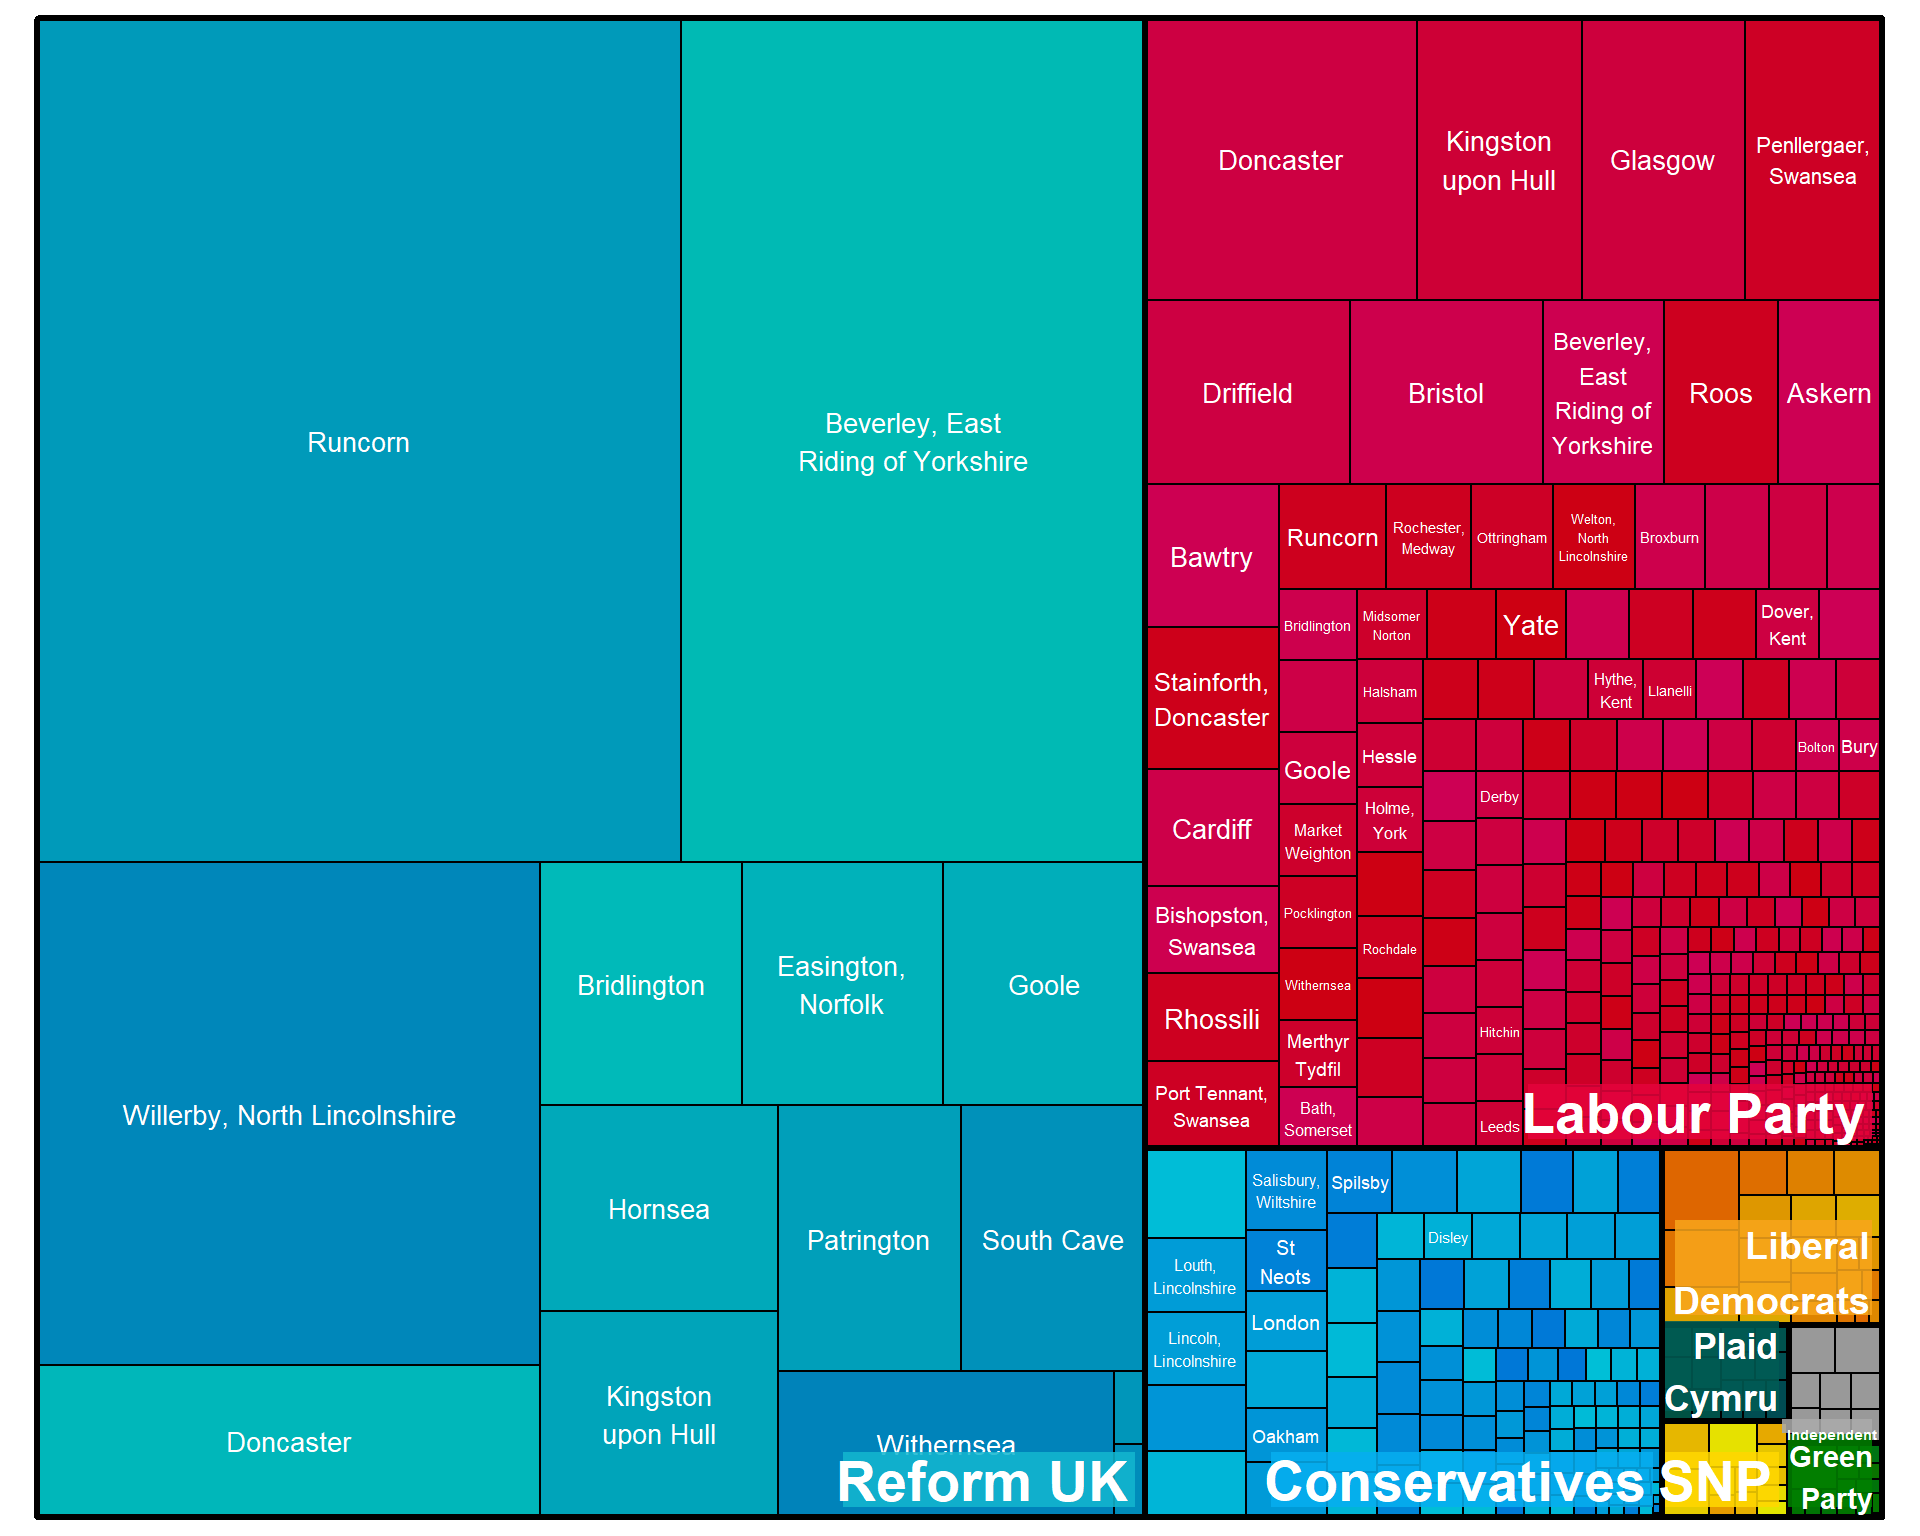 Runcorn
Beverley, East
Riding of Yorkshire
Willerby, North Lincolnshire
Doncaster
Bridlington
Easington,
Norfolk
Goole
Hornsea
Kingston
upon Hull
Patrington
South Cave
Withernsea
Reform UK
Doncaster
Kingston
upon Hull
Glasgow
Penllergaer,
Swansea
Driffield
Bristol
Beverley,
East
Riding of
Yorkshire
Roos
Askern
Bawtry
Stainforth,
Doncaster
Cardiff
Bishopston,
Swansea
Rhossili
Port Tennant,
Swansea
Runcorn
Rochester,
Medway
Ottringham
Welton,
North
Lincolnshire
Broxburn
Bridlington
Midsomer
Norton
Yate
Dover,
Kent
Goole
Market
Weighton
Pocklington
Withernsea
Merthyr
Tydfil
Bath,
Somerset
Halsham
Hessle
Holme,
York
Rochdale
Hythe,
Kent
Llanelli
Bolton
Bury
Derby
Hitchin
Leeds
Labour Party
Louth,
Lincolnshire
Lincoln,
Lincolnshire
Salisbury,
Wiltshire
St
Neots
London
Oakham
Spilsby
Disley
Conservatives
Liberal
Democrats
Plaid
Cymru
SNP
Independent
Green
Party